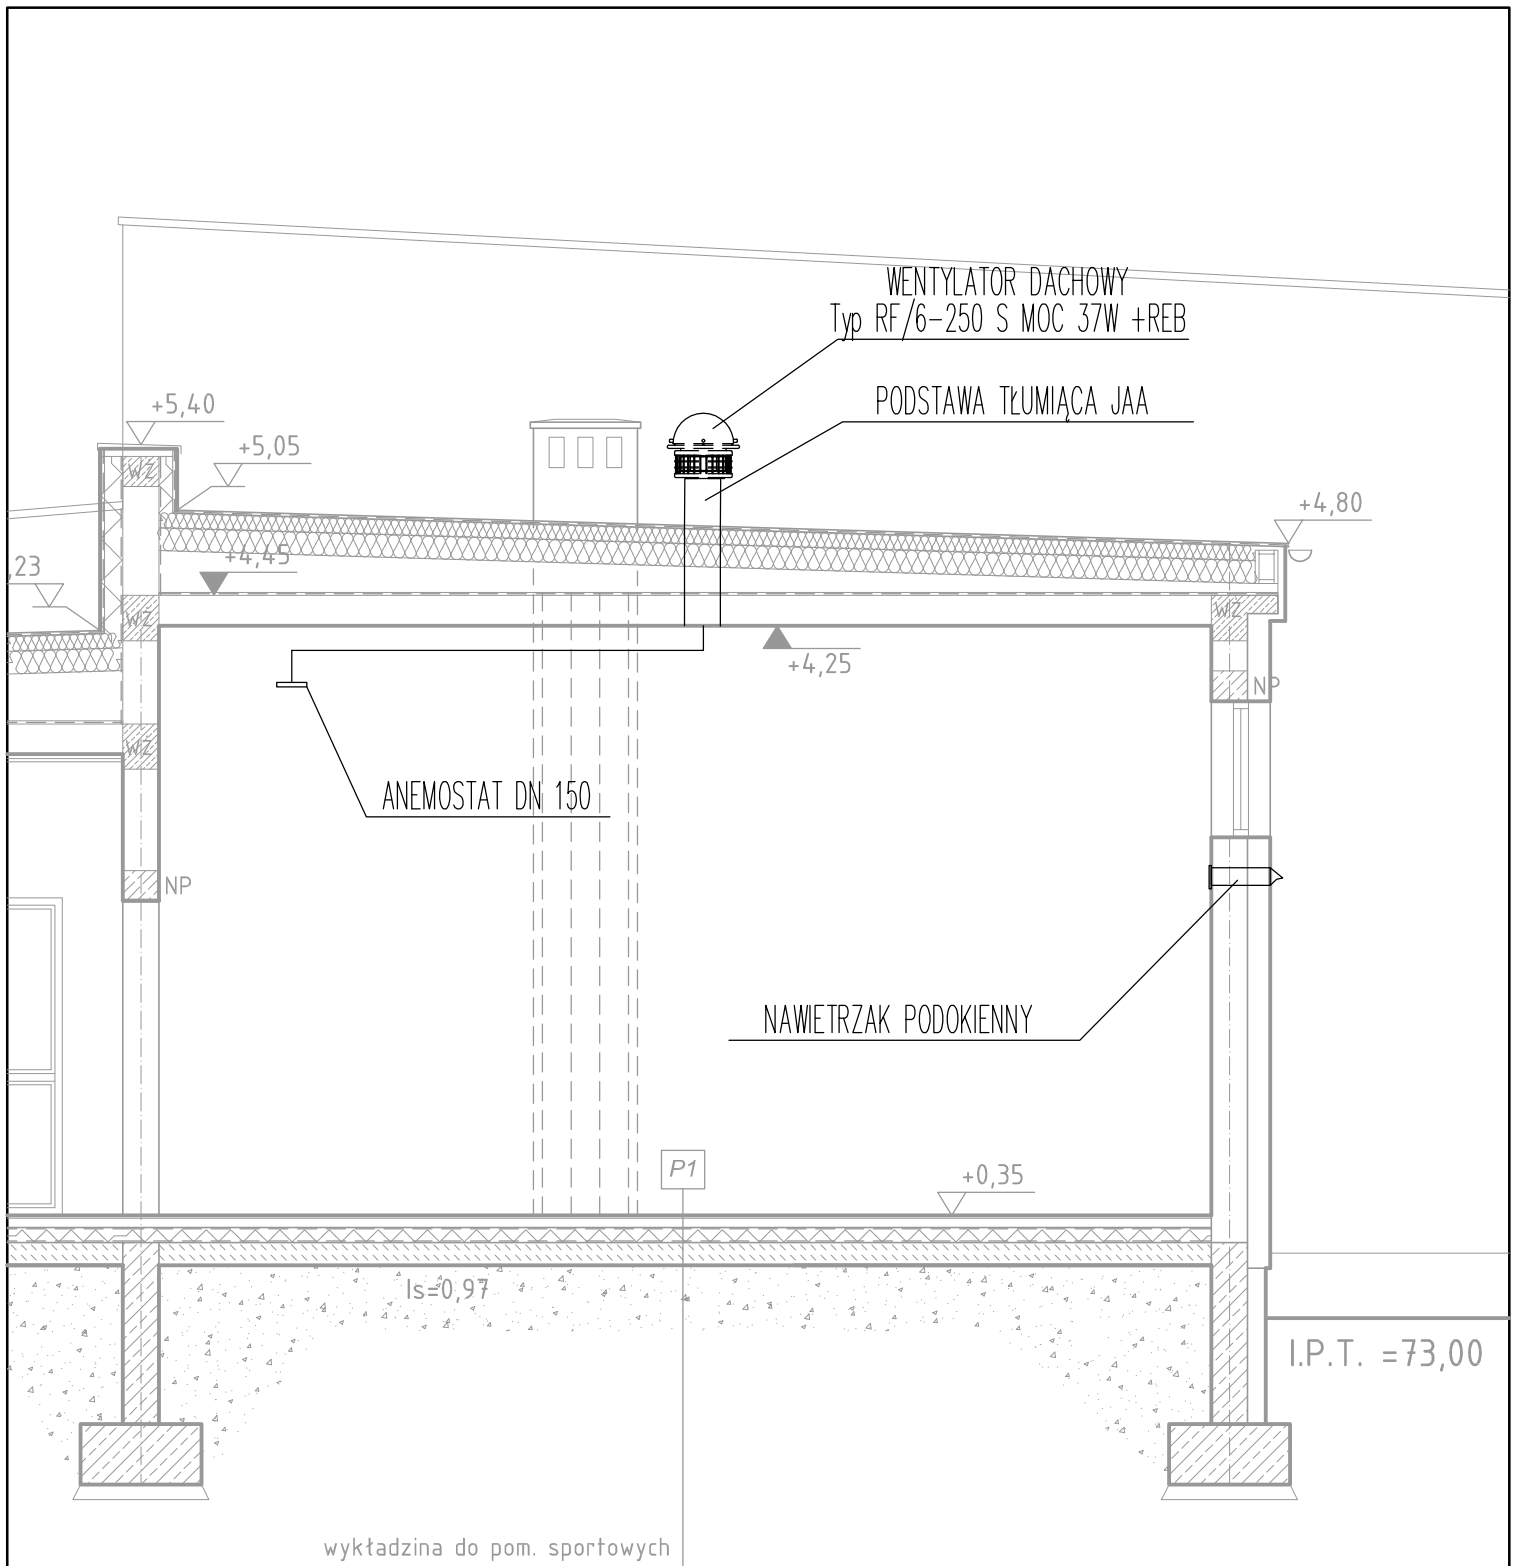 WENTYLATOR DACHOWY
Typ RF/6-250 S MOC 37W +REB
PODSTAWA TŁUMIĄCA JAA
+5,40
+5,05
WZ
+4,80
+4,45
,23
WZ
WZ
+4,25
NP
WZ
ANEMOSTAT DN 150
NP
NAWIETRZAK PODOKIENNY
P1
+0,35
Is=0,97
I.P.T. =73,00
wykładzina do pom. sportowych